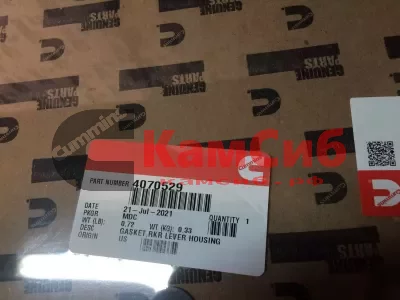 GENUINE PARTS
Cummins
КамСиб
PART NUMBER 4070529
DATE 21-Jul-2021
PKGR MDC QUANTITY 1
WT (LB): 0.72 WT (KG): 0.33
DESC GASKET,RKR LEVER HOUSING
ORIGIN US